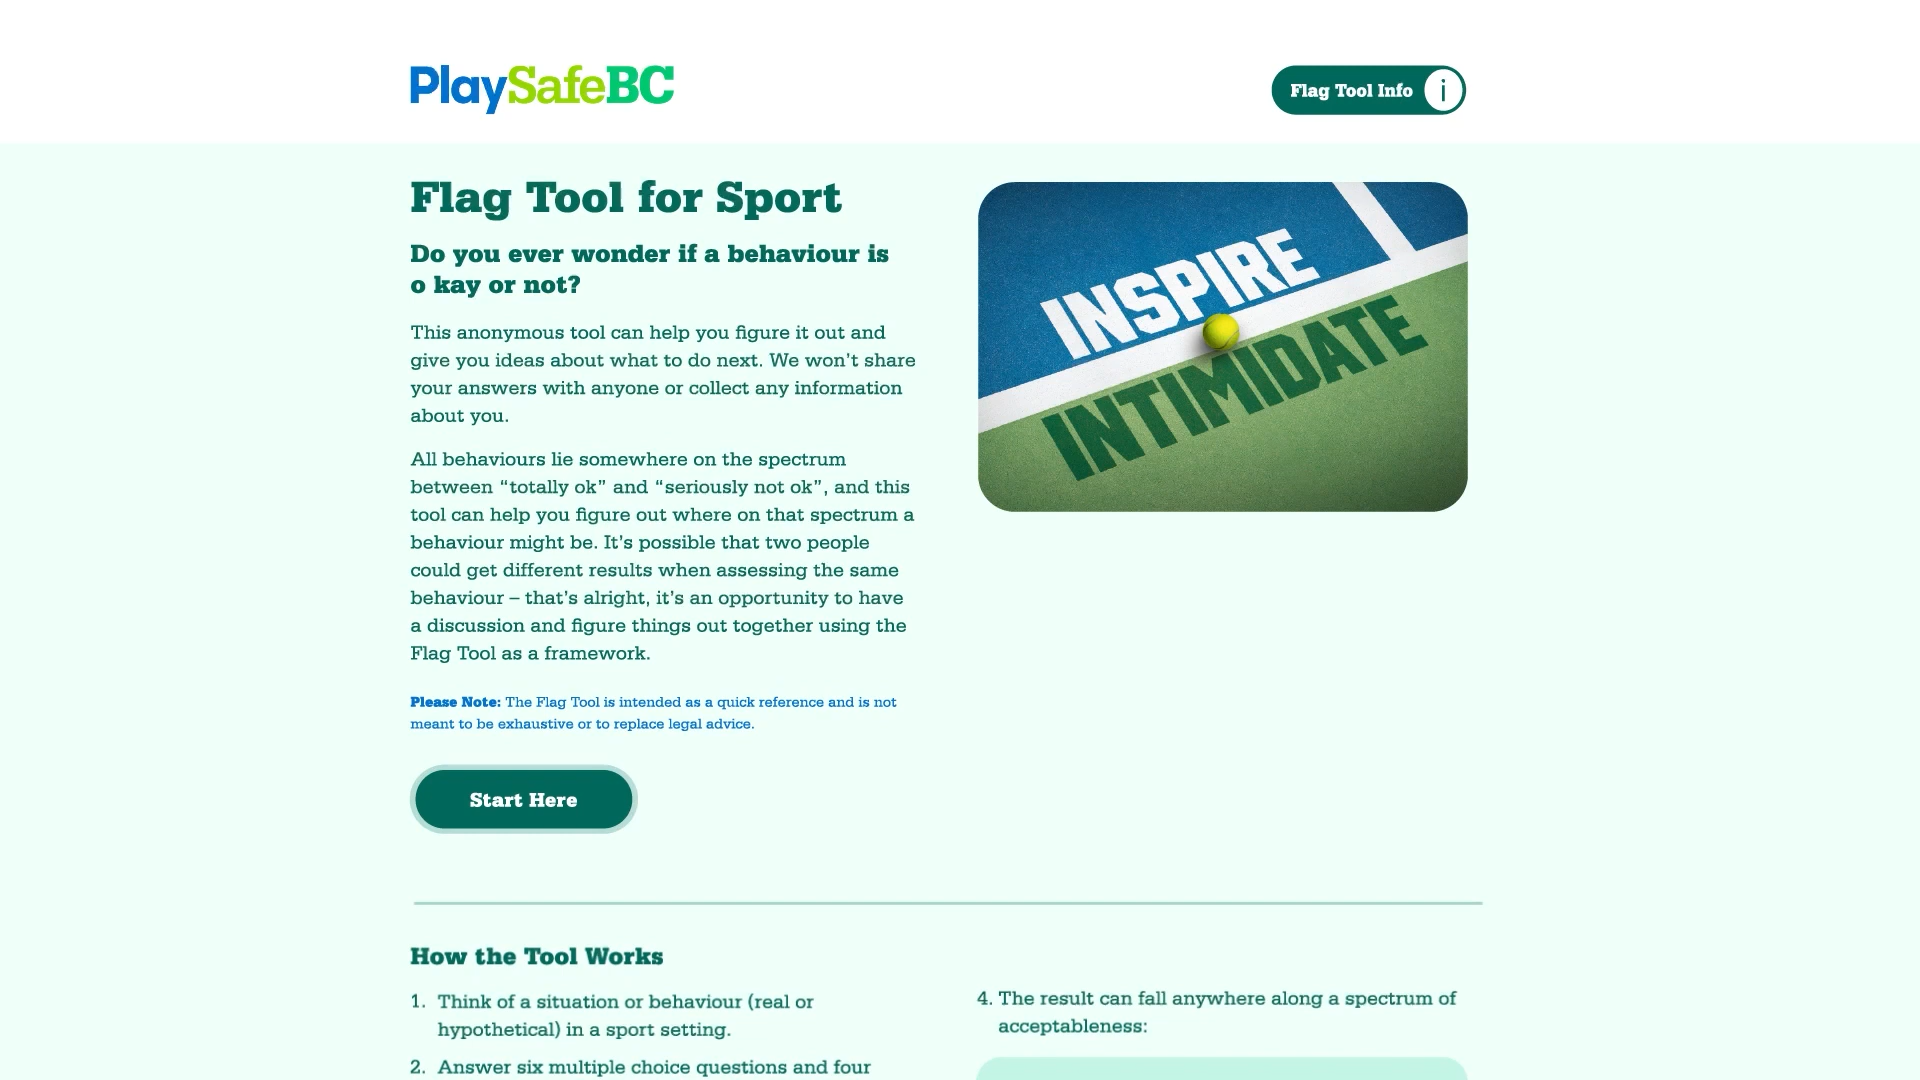 PlaySafeBC
Flag Tool Info i
Flag Tool for Sport
Do you ever wonder if a behaviour is
o kay or not?
This anonymous tool can help you figure it out and
give you ideas about what to do next. We won’t share
your answers with anyone or collect any information
about you.
All behaviours lie somewhere on the spectrum
between “totally ok” and “seriously not ok”, and this
tool can help you figure out where on that spectrum a
behaviour might be. It’s possible that two people
could get different results when assessing the same
behaviour – that’s alright, it’s an opportunity to have
a discussion and figure things out together using the
Flag Tool as a framework.
Please Note: The Flag Tool is intended as a quick reference and is not
meant to be exhaustive or to replace legal advice.
Start Here
INSPIRE
INTIMIDATE
How the Tool Works
1. Think of a situation or behaviour (real or
hypothetical) in a sport setting.
2. Answer six multiple choice questions and four
4. The result can fall anywhere along a spectrum of
acceptableness: